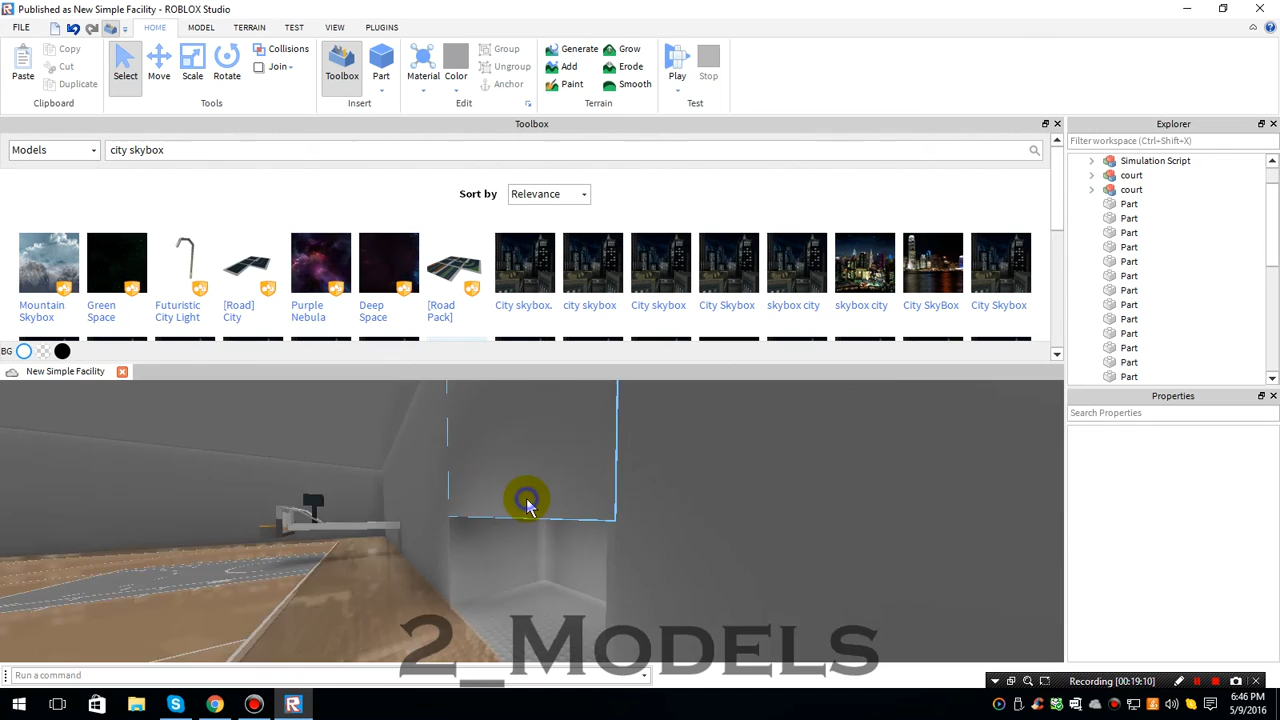 Published as New Simple Facility - ROBLOX Studio
FILE HOME MODEL TERRAIN TEST VIEW PLUGINS
Paste Copy Cut Duplicate Select Move Scale Rotate Collisions Join Toolbox Part Material Color Group Ungroup Anchor Generate Add Paint Grow Erode Smooth Play Stop
Clipboard Tools Insert Edit Terrain Test
Toolbox
Models city skybox
Sort by Relevance
Mountain Skybox
Green Space
Futuristic City Light
[Road] City
Purple Nebula
Deep Space
[Road Pack]
City skybox.
city skybox
City skybox
City Skybox
skybox city
skybox city
City SkyBox
City Skybox
BG
New Simple Facility
Explorer
Filter workspace (Ctrl+Shift+X)
Simulation Script
court
court
Part
Part
Part
Part
Part
Part
Part
Part
Part
Part
Part
Part
Part
Properties
Search Properties
2_Models
Run a command
Recording [00:19:10]
6:46 PM
5/9/2016